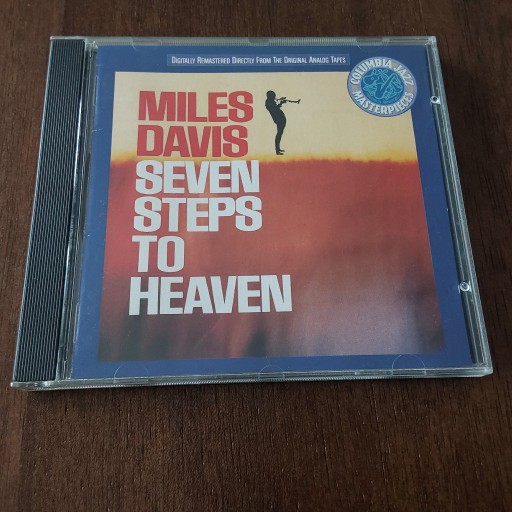 DIGITALLY REMASTERED DIRECTLY FROM THE ORIGINAL ANALOG TAPES
COLUMBIA JAZZ
MASTERPIECES
MILES
DAVIS
SEVEN
STEPS
TO
HEAVEN